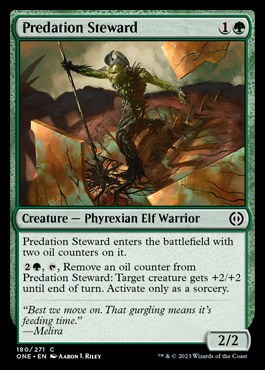 Predation Steward 1
Creature — Phyrexian Elf Warrior
Predation Steward enters the battlefield with
two oil counters on it.
2, Remove an oil counter from
Predation Steward: Target creature gets +2/+2
until end of turn. Activate only as a sorcery.
"Best we move on. That gurgling means it's
feeding time."
—Melira
2/2
180/271 C
ONE • EN AARON J. RILEY
™ & © 2023 Wizards of the Coast